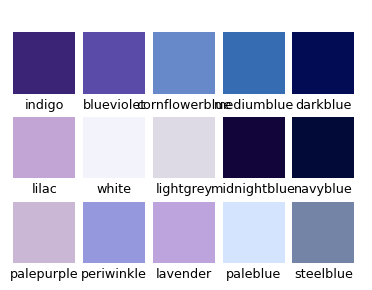 indigo blueviolet cornflowerblue mediumblue darkblue
lilac white lightgrey midnightblue navyblue
palepurple periwinkle lavender paleblue steelblue